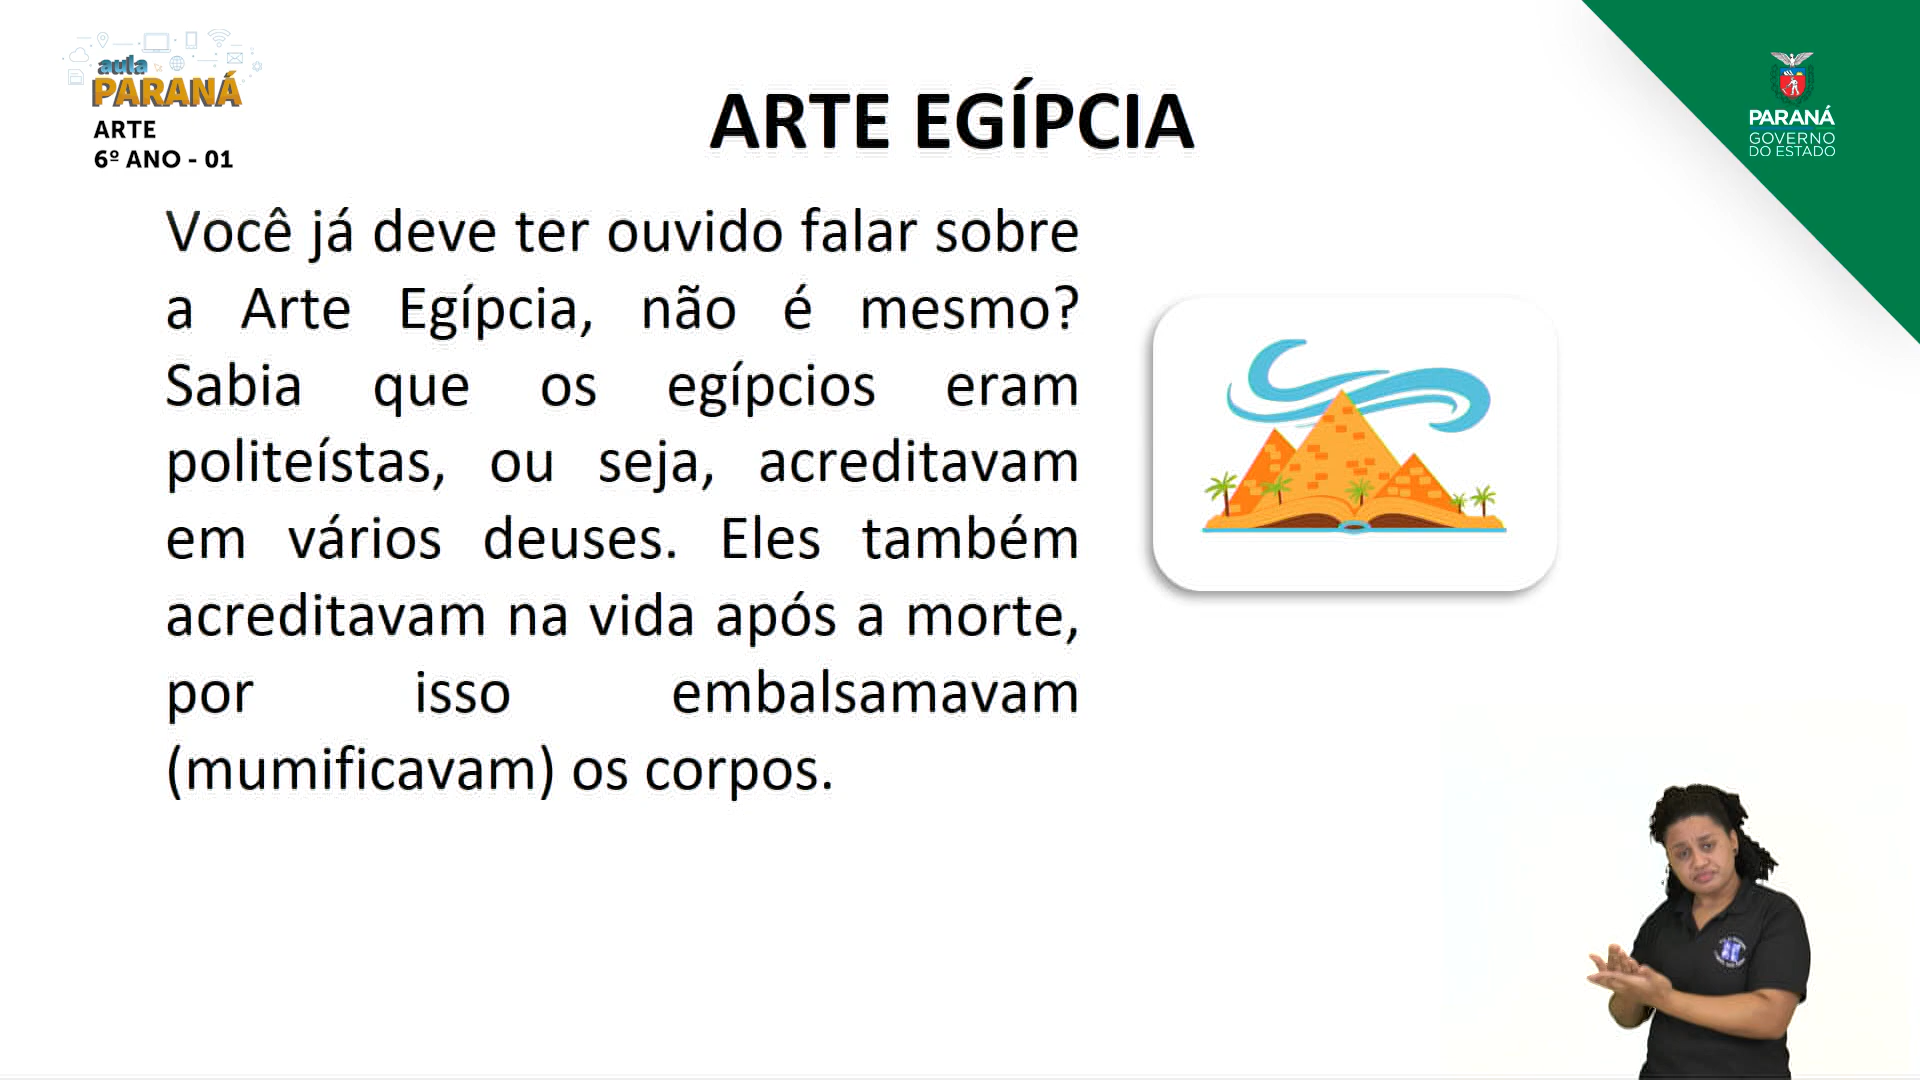 aula
PARANÁ
ARTE
6º ANO - 01
ARTE EGÍPCIA
PARANÁ
GOVERNO
DO ESTADO
Você já deve ter ouvido falar sobre
a Arte Egípcia, não é mesmo?
Sabia que os egípcios eram
politeístas, ou seja, acreditavam
em vários deuses. Eles também
acreditavam na vida após a morte,
por isso embalsamavam
(mumificavam) os corpos.